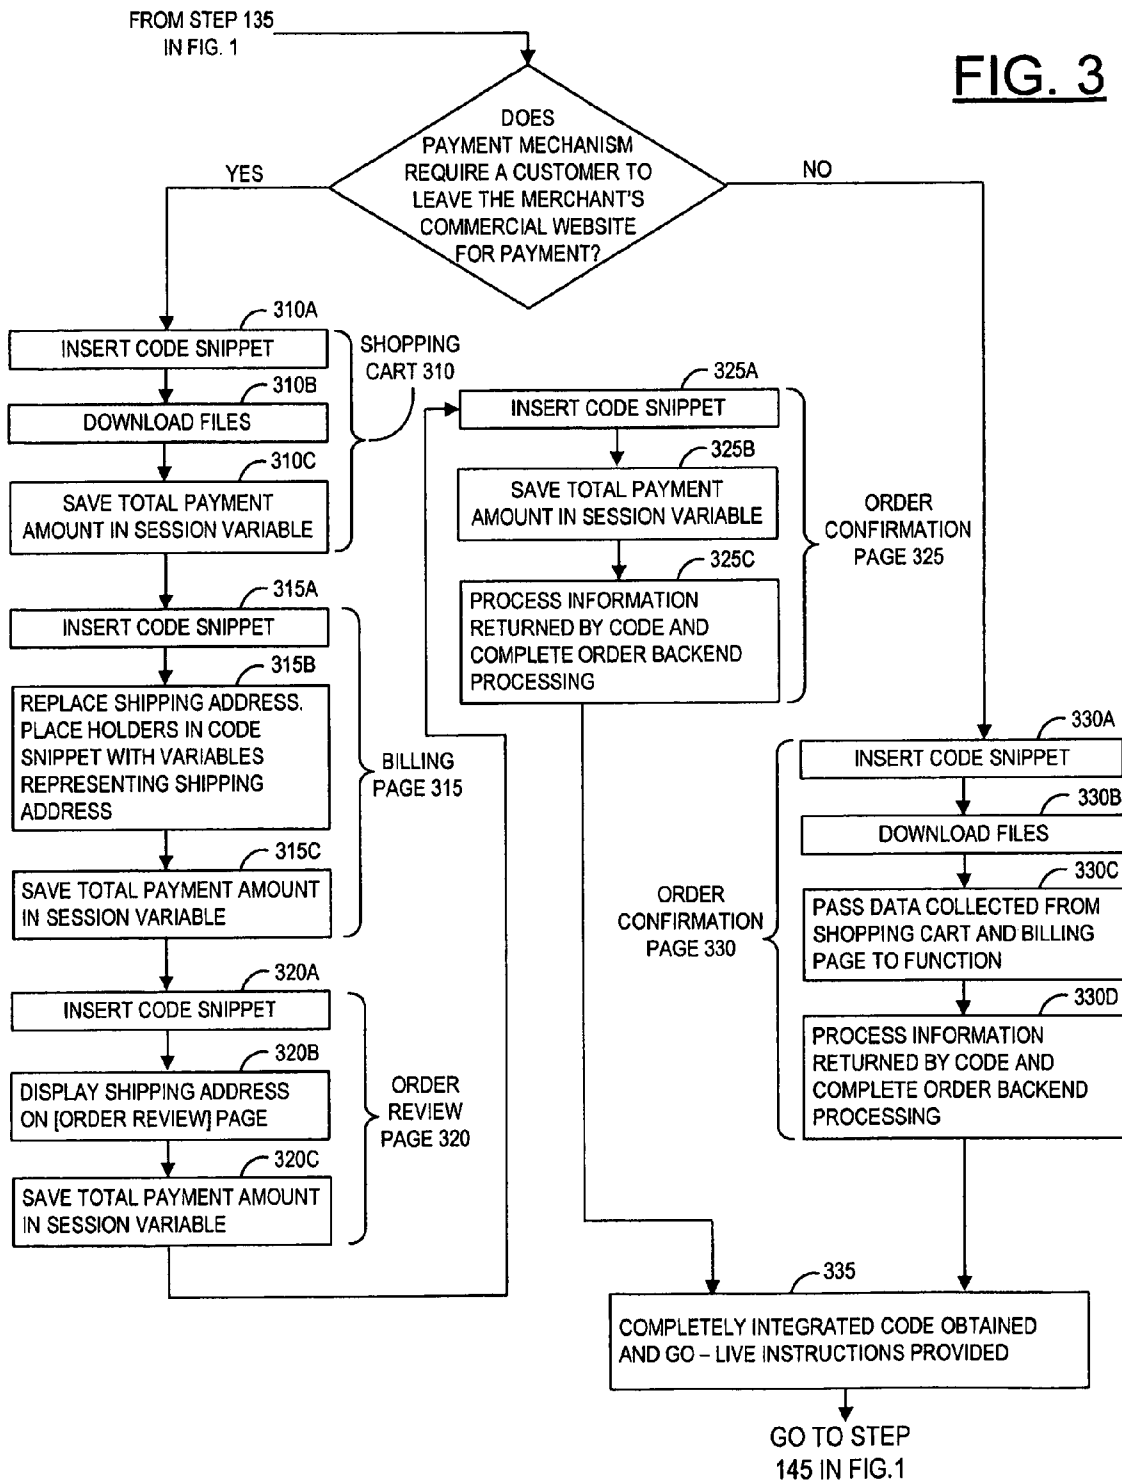 FROM STEP 135
IN FIG. 1
FIG. 3
DOES
PAYMENT MECHANISM
REQUIRE A CUSTOMER TO
LEAVE THE MERCHANT'S
COMMERCIAL WEBSITE
FOR PAYMENT?
YES
NO
310A
INSERT CODE SNIPPET
310B
DOWNLOAD FILES
310C
SAVE TOTAL PAYMENT
AMOUNT IN SESSION VARIABLE
SHOPPING
CART 310
315A
INSERT CODE SNIPPET
315B
REPLACE SHIPPING ADDRESS,
PLACE HOLDERS IN CODE
SNIPPET WITH VARIABLES
REPRESENTING SHIPPING
ADDRESS
315C
SAVE TOTAL PAYMENT AMOUNT
IN SESSION VARIABLE
BILLING
PAGE 315
320A
INSERT CODE SNIPPET
320B
DISPLAY SHIPPING ADDRESS
ON [ORDER REVIEW] PAGE
320C
SAVE TOTAL PAYMENT AMOUNT
IN SESSION VARIABLE
ORDER
REVIEW
PAGE 320
325A
INSERT CODE SNIPPET
325B
SAVE TOTAL PAYMENT
AMOUNT IN SESSION VARIABLE
325C
PROCESS INFORMATION
RETURNED BY CODE AND
COMPLETE ORDER BACKEND
PROCESSING
ORDER
CONFIRMATION
PAGE 325
330A
INSERT CODE SNIPPET
330B
DOWNLOAD FILES
330C
PASS DATA COLLECTED FROM
SHOPPING CART AND BILLING
PAGE TO FUNCTION
330D
PROCESS INFORMATION
RETURNED BY CODE AND
COMPLETE ORDER BACKEND
PROCESSING
ORDER
CONFIRMATION
PAGE 330
335
COMPLETELY INTEGRATED CODE OBTAINED
AND GO – LIVE INSTRUCTIONS PROVIDED
GO TO STEP
145 IN FIG.1